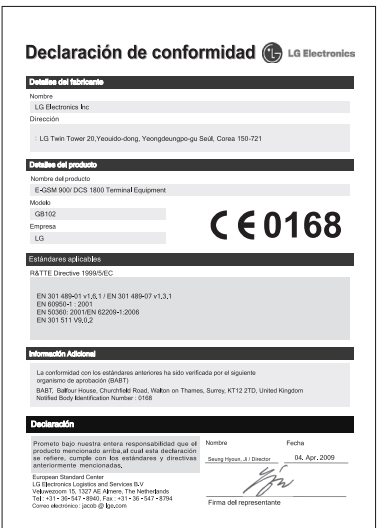 Declaración de conformidad LG LG Electronics
Detalles del fabricante
Nombre
LG Electronics Inc
Dirección
LG Twin Tower 20,Yeouido-dong, Yeongdeungpo-gu Seúl, Corea 150-721
Detalles del producto
Nombre del producto
E-GSM 900/ DCS 1800 Terminal Equipment
Modelo
GB102
Empresa
LG
CE0168
Estándares aplicables
R&TTE Directive 1999/5/EC
EN 301 489-01 v1,6,1 / EN 301 489-07 v1,3,1
EN 60950-1 : 2001
EN 50360: 2001/EN 62209-1:2006
EN 301 511 V9,0,2
Información Adicional
La conformidad con los estándares anteriores ha sido verificada por el siguiente
organismo de aprobación (BABT)
BABT, Balfour House, Churchfield Road, Walton on Thames, Surrey, KT12 2TD, United Kingdom
Notified Body Identification Number : 0168
Declaración
Prometo bajo nuestra entera responsabilidad que el
producto mencionado arriba,al cual esta declaración
se refiere, cumple con los estándares y directivas
anteriormente mencionadas.
European Standard Center
LG Electronics Logistics and Services B.V
Veluwezoom 15, 1327 AE Almere, The Netherlands
Tel : +31 - 36- 547 - 8940, Fax : +31 - 36 - 547 - 8794
Correo electrónico : jacob @ lge.com
Nombre Fecha
Seung Hyoun, Ji / Director 04. Apr. 2009
Firma del representante